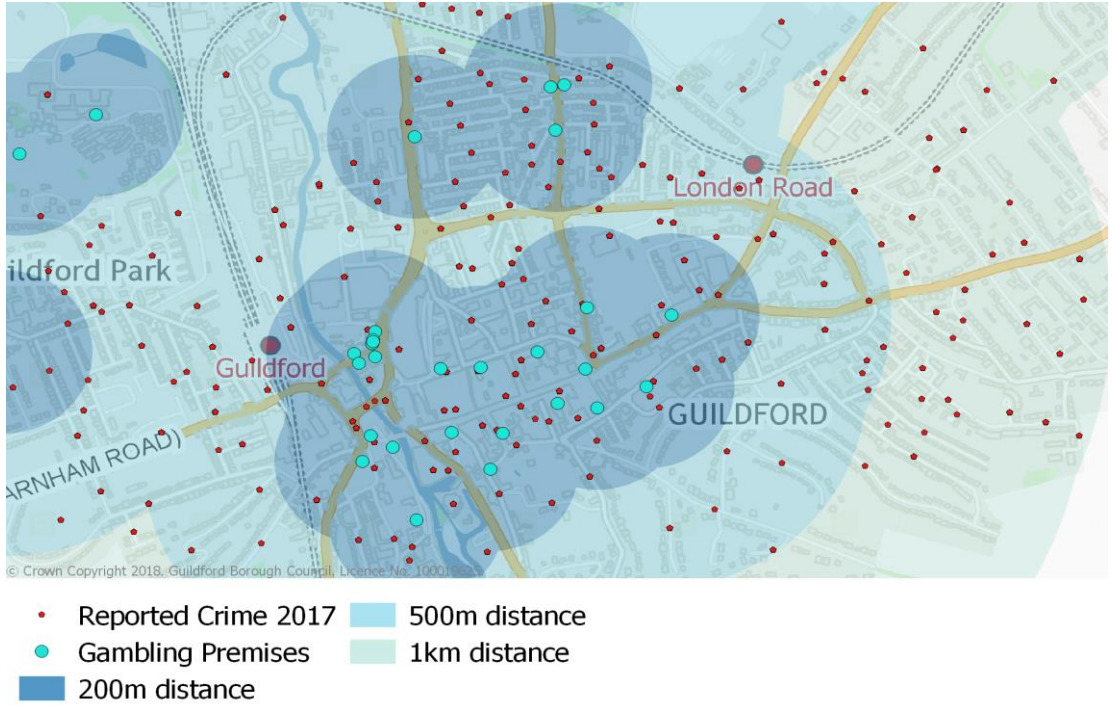 London Road
ildford Park
Guildford
GUILDFORD
ARNHAM ROAD)
© Crown Copyright 2018. Guildford Borough Council, Licence No.
Reported Crime 2017
500m distance
Gambling Premises
1km distance
200m distance